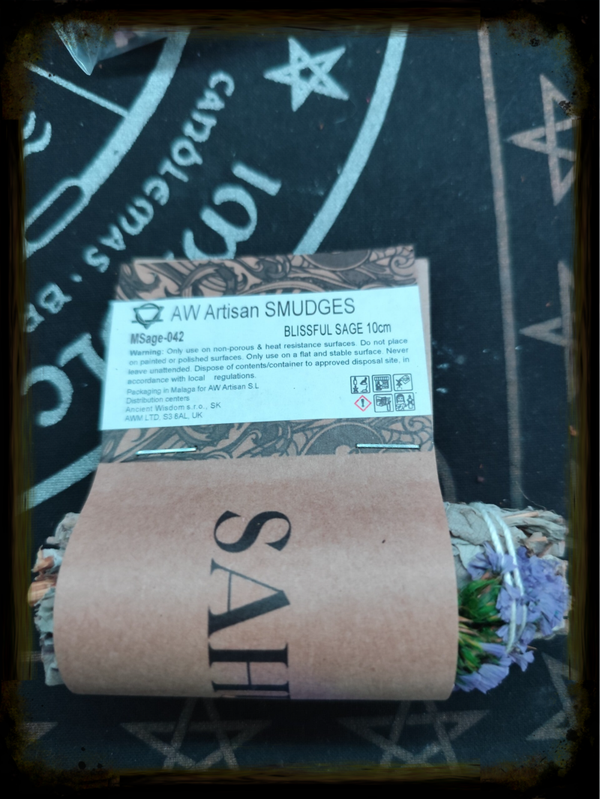 CANDLEMAS · BE
IM
LC
AW Artisan SMUDGES
MSage-042
BLISSFUL SAGE 10cm
Warning: Only use on non-porous & heat resistance surfaces. Do not place
on painted or polished surfaces. Only use on a flat and stable surface. Never
leave unattended. Dispose of contents/container to approved disposal site, in
accordance with local regulations.
Packaging in Malaga for AW Artisan S.L
Distribution centers
Ancient Wisdom s.r.o., SK
AWM LTD, S3 8AL, UK
SAH